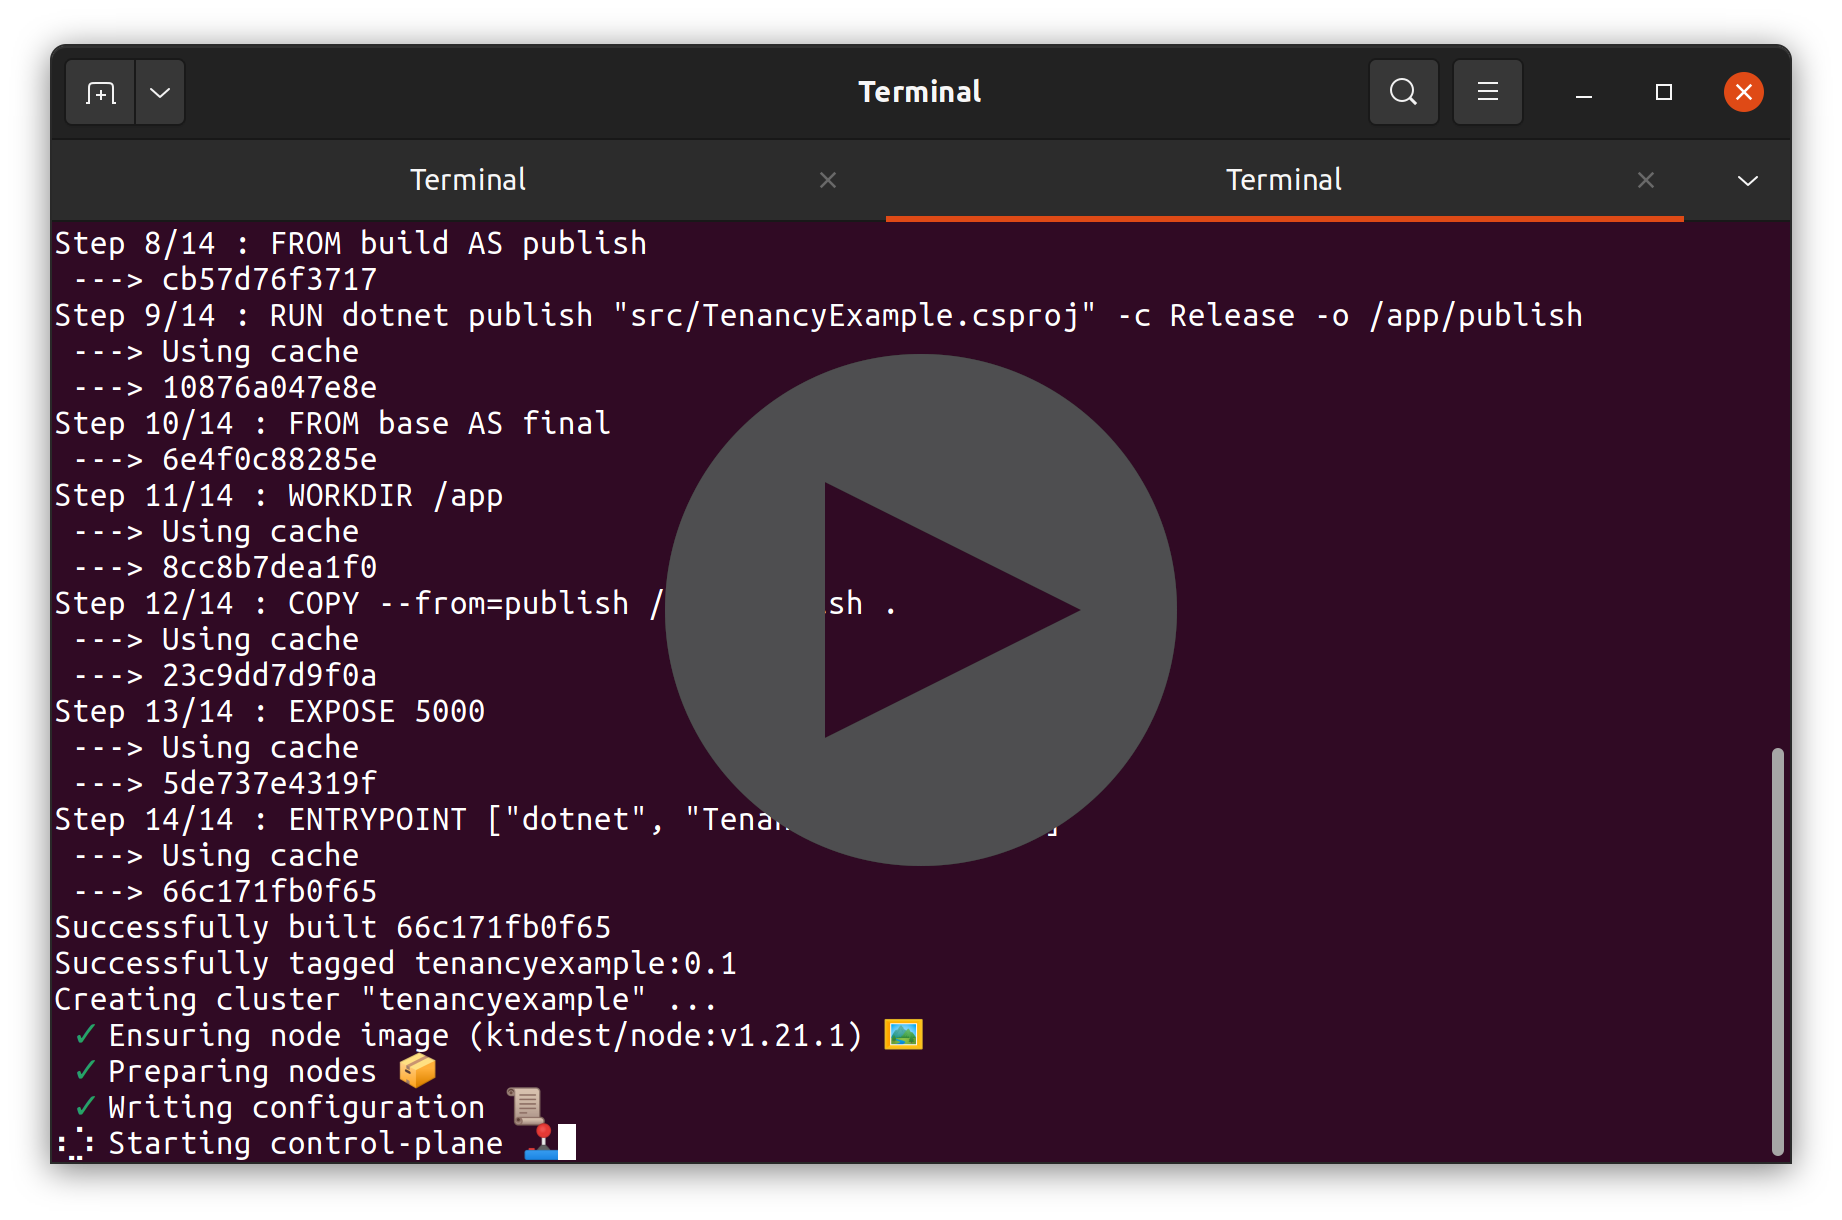 Terminal
Terminal
Terminal
Step 8/14 : FROM build AS publish
 ---> cb57d76f3717
Step 9/14 : RUN dotnet publish "src/TenancyExample.csproj" -c Release -o /app/publish
 ---> Using cache
 ---> 10876a047e8e
Step 10/14 : FROM base AS final
 ---> 6e4f0c88285e
Step 11/14 : WORKDIR /app
 ---> Using cache
 ---> 8cc8b7dea1f0
Step 12/14 : COPY --from=publish / sh .
 ---> Using cache
 ---> 23c9dd7d9f0a
Step 13/14 : EXPOSE 5000
 ---> Using cache
 ---> 5de737e4319f
Step 14/14 : ENTRYPOINT ["dotnet", "Tenan ]
 ---> Using cache
 ---> 66c171fb0f65
Successfully built 66c171fb0f65
Successfully tagged tenancyexample:0.1
Creating cluster "tenancyexample" ...
 ✓ Ensuring node image (kindest/node:v1.21.1) 🖼
 ✓ Preparing nodes 📦
 ✓ Writing configuration 📜
 Starting control-plane 🕹